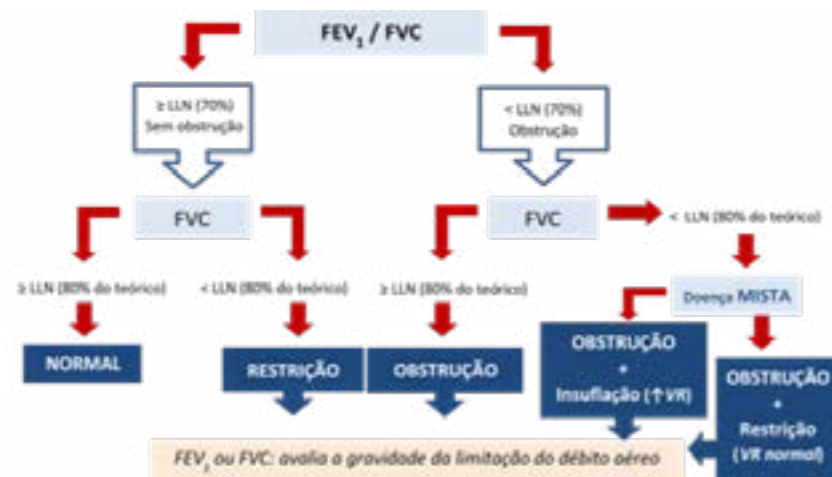 FEV₁ / FVC
≥ LLN (70%)
Sem obstrução
< LLN (70%)
Obstrução
FVC
FVC
< LLN (80% do teórico)
≥ LLN (80% do teórico)
< LLN (80% do teórico)
≥ LLN (80% do teórico)
Doença MISTA
NORMAL
RESTRIÇÃO
OBSTRUÇÃO
OBSTRUÇÃO
+
Insuflação (↑VR)
OBSTRUÇÃO
+
Restrição
(VR normal)
FEV₁ ou FVC: avalia a gravidade da limitação do débito aéreo